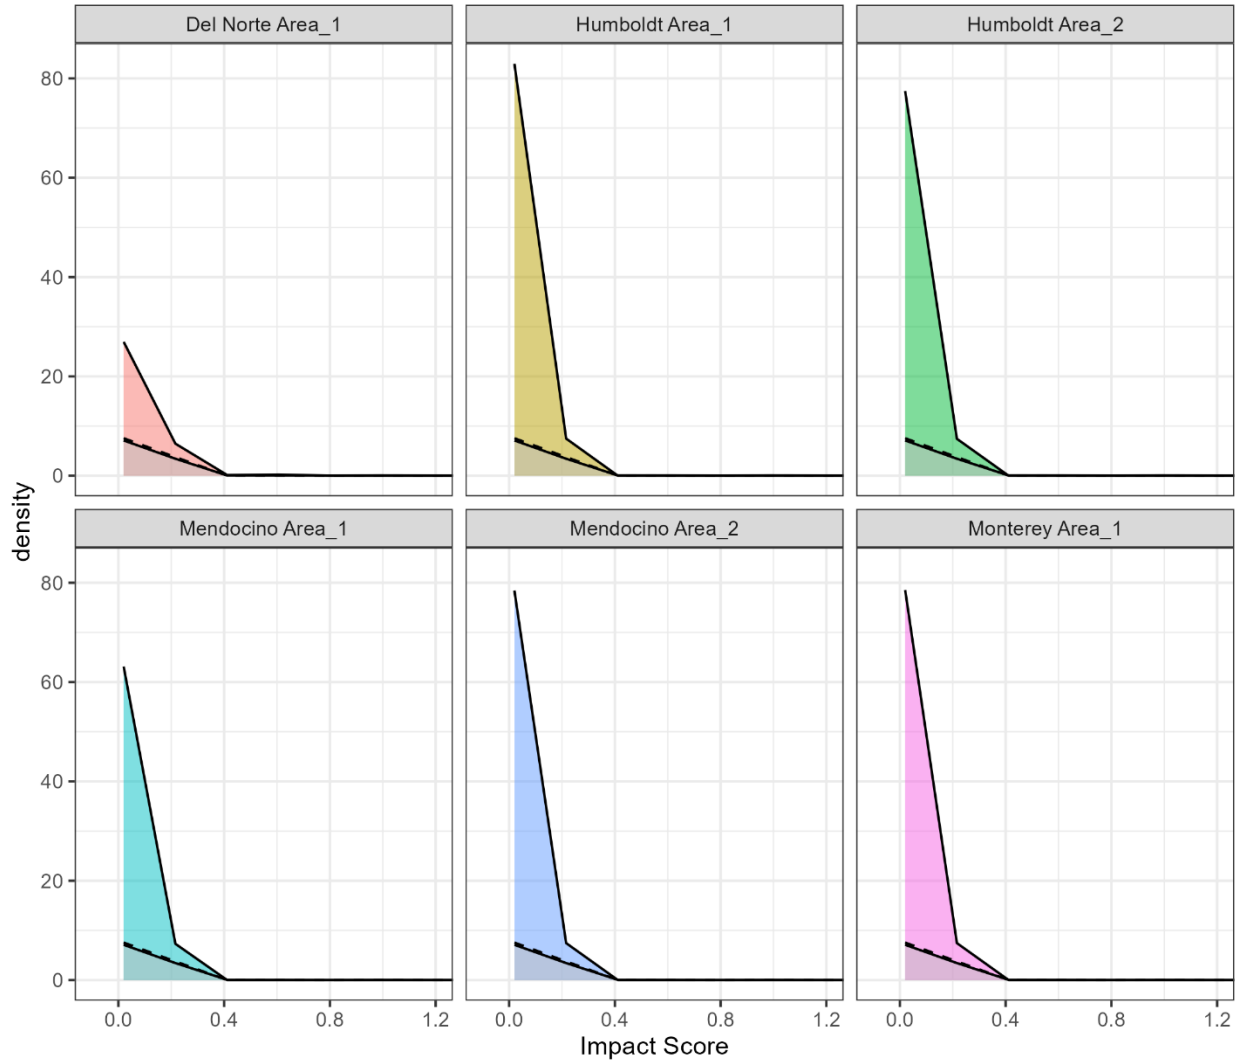 Del Norte Area_1
Humboldt Area_1
Humboldt Area_2
80
60
40
20
0
density
Mendocino Area_1
Mendocino Area_2
Monterey Area_1
80
60
40
20
0
0.0 0.4 0.8 1.2
0.0 0.4 0.8 1.2
0.0 0.4 0.8 1.2
Impact Score